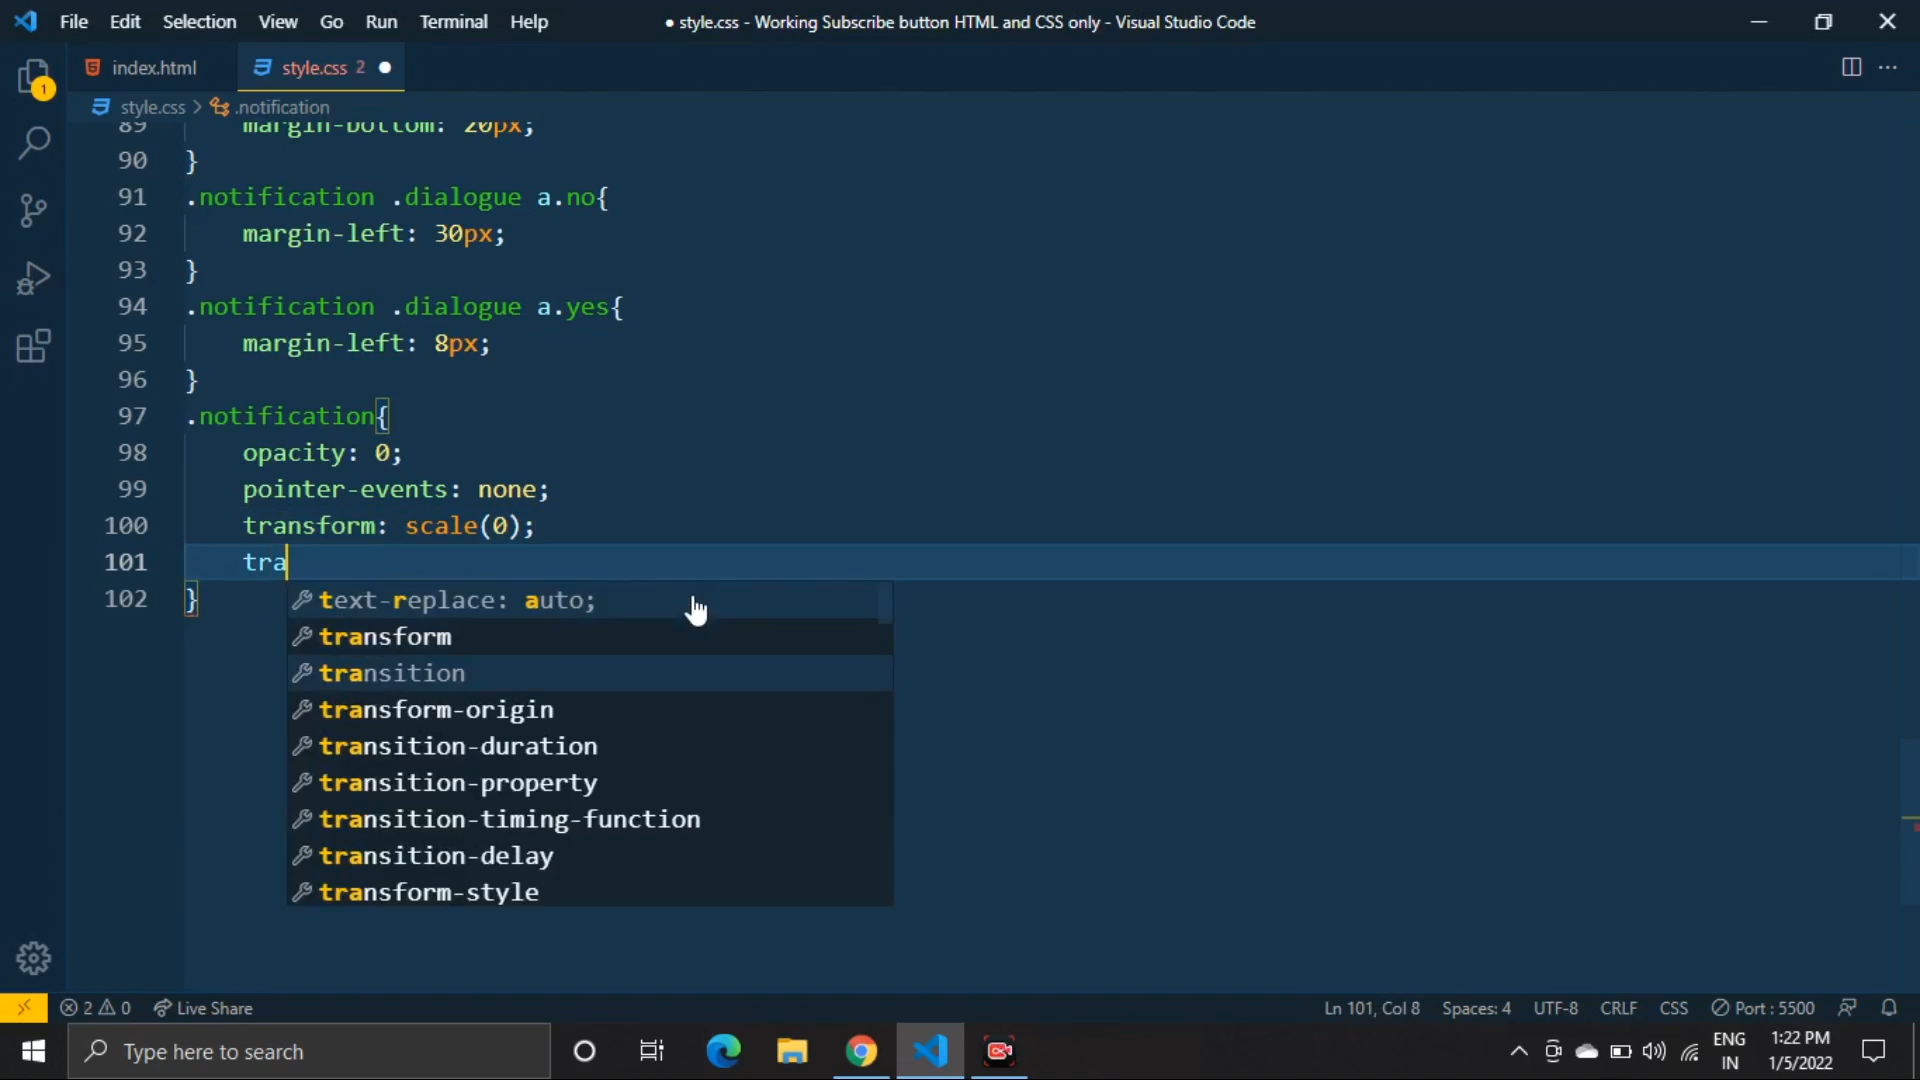 File Edit Selection View Go Run Terminal Help
● style.css - Working Subscribe button HTML and CSS only - Visual Studio Code
index.html
style.css 2 ●
style.css > .notification
89 margin-bottom: 20px;
90 }
91 .notification .dialogue a.no{
92 margin-left: 30px;
93 }
94 .notification .dialogue a.yes{
95 margin-left: 8px;
96 }
97 .notification{
98 opacity: 0;
99 pointer-events: none;
100 transform: scale(0);
101 tra
102 }
text-replace: auto;
transform
transition
transform-origin
transition-duration
transition-property
transition-timing-function
transition-delay
transform-style
1
2 0 Live Share
Ln 101, Col 8 Spaces: 4 UTF-8 CRLF CSS Port : 5500
Type here to search
ENG
IN
1:22 PM
1/5/2022